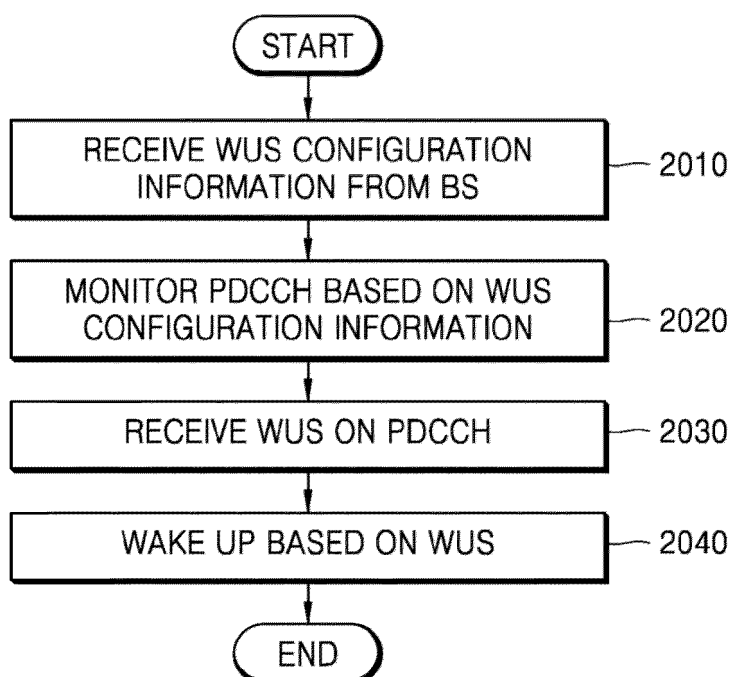 START
RECEIVE WUS CONFIGURATION
INFORMATION FROM BS
2010
MONITOR PDCCH BASED ON WUS
CONFIGURATION INFORMATION
2020
RECEIVE WUS ON PDCCH
2030
WAKE UP BASED ON WUS
2040
END